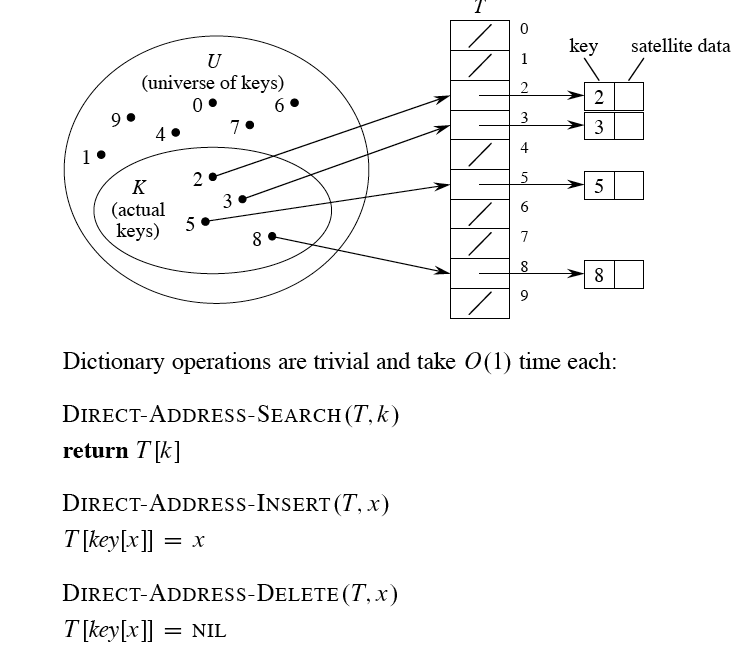 T
U
(universe of keys)
0
6
9
4
7
1
K
(actual
keys)
2
3
5
8
0
1
2
3
4
5
6
7
8
9
key satellite data
2
3
5
8
Dictionary operations are trivial and take O(1) time each:
DIRECT-ADDRESS-SEARCH(T, k)
return T[k]
DIRECT-ADDRESS-INSERT(T, x)
T[key[x]] = x
DIRECT-ADDRESS-DELETE(T, x)
T[key[x]] = NIL